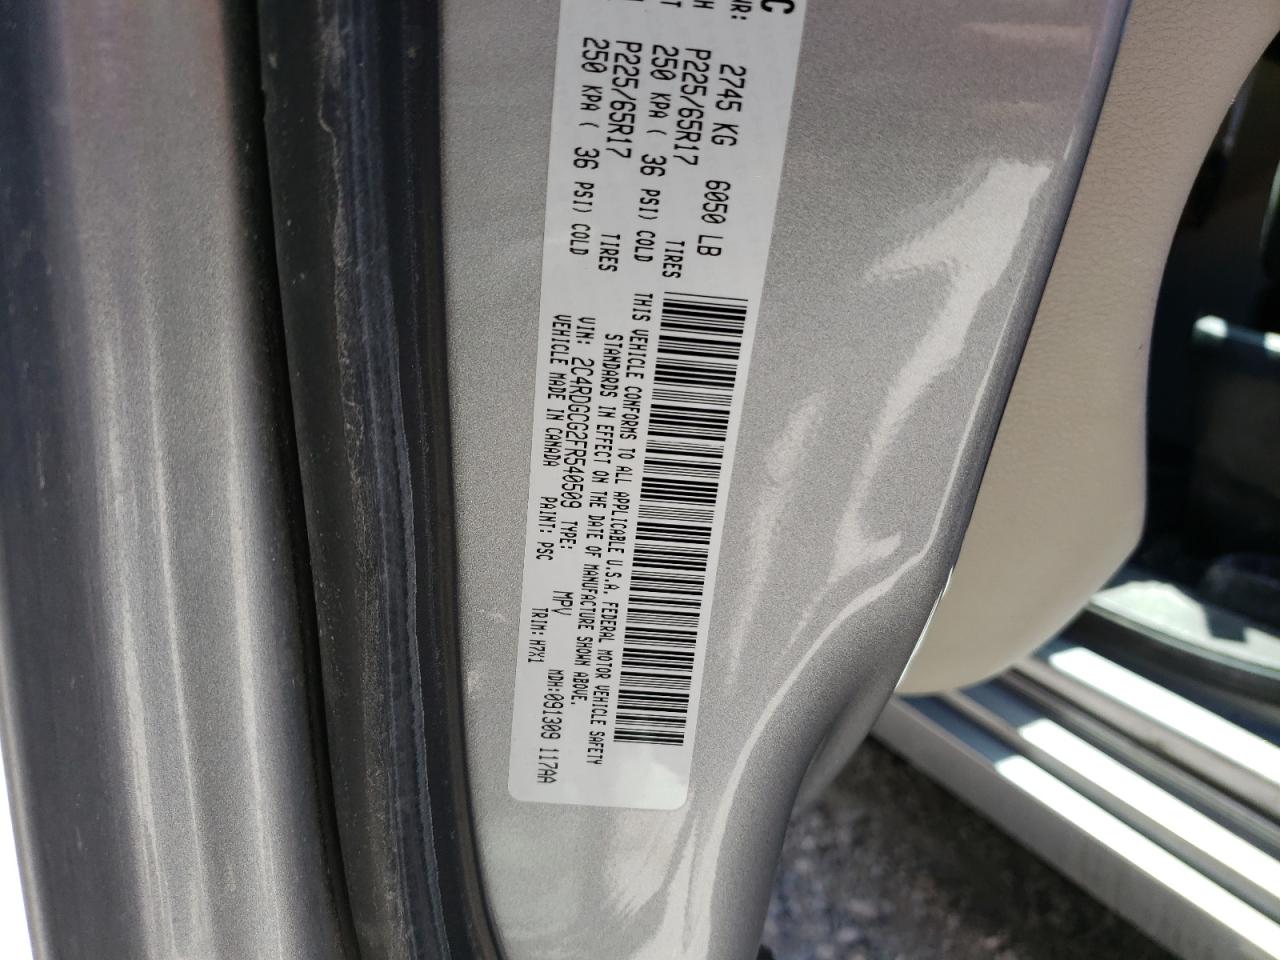 2745 KG 6050 LB
P225/65R17 TIRES
250 KPA ( 36 PSI) COLD
P225/65R17 TIRES
250 KPA ( 36 PSI) COLD
THIS VEHICLE CONFORMS TO ALL APPLICABLE U.S.A. FEDERAL MOTOR VEHICLE SAFETY
STANDARDS IN EFFECT ON THE DATE OF MANUFACTURE SHOWN ABOVE.
VIN: 2C4RDGCG2FR540509 TYPE: MPV MDH:091309 117AA
VEHICLE MADE IN CANADA PAINT: PSC TRIM: H7X1